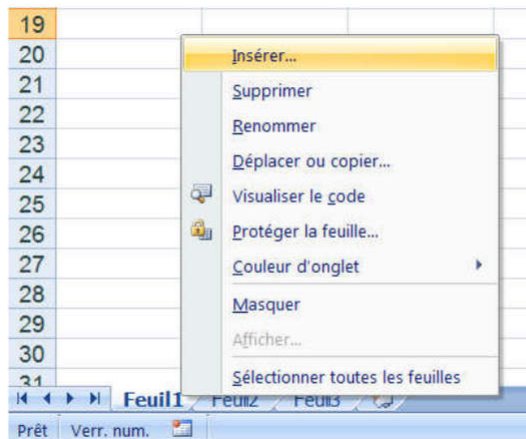 19
20
21
22
23
24
25
26
27
28
29
30
31
Insérer...
Supprimer
Renommer
Déplacer ou copier...
Visualiser le code
Protéger la feuille...
Couleur d'onglet
Masquer
Afficher...
Sélectionner toutes les feuilles
Feuil1 Feuil2 Feuil3
Prêt Verr. num.